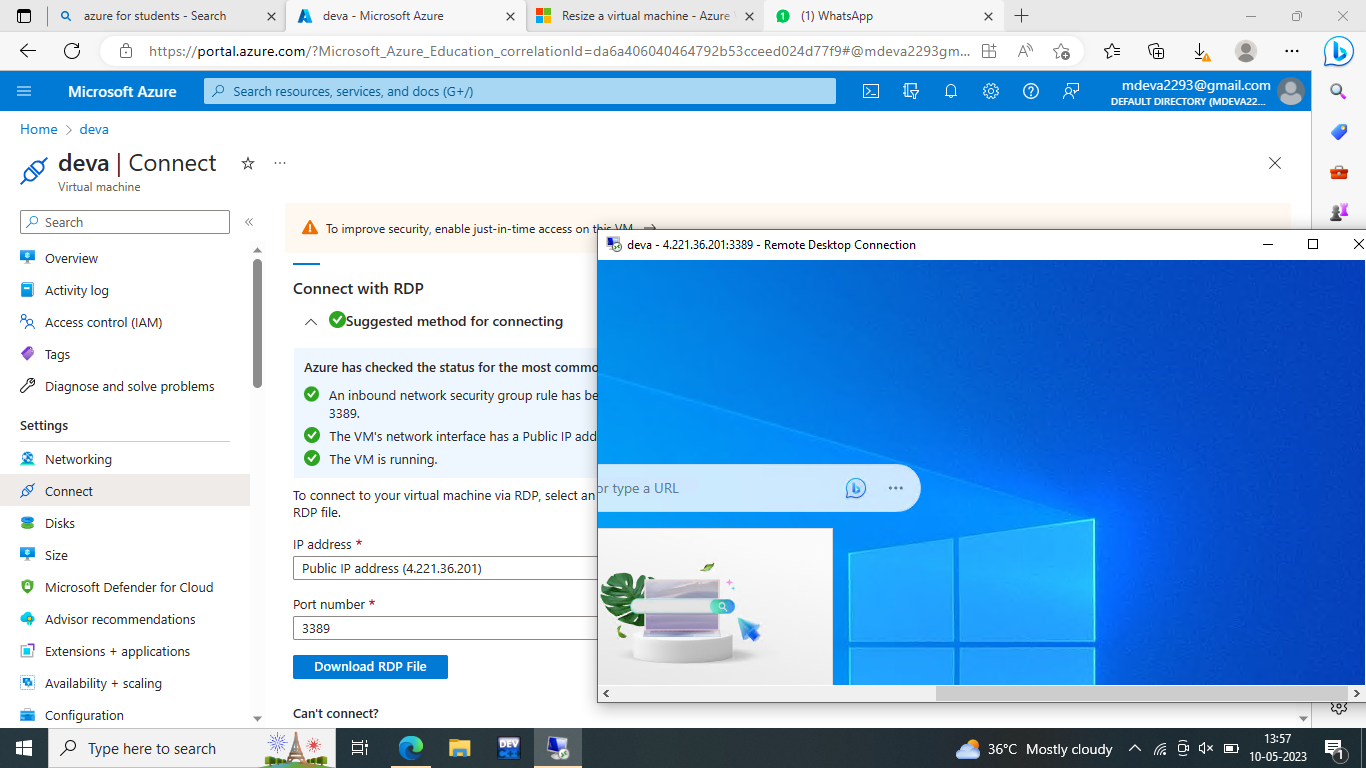 azure for students - Search
deva - Microsoft Azure
Resize a virtual machine - Azure
(1) WhatsApp
https://portal.azure.com/?Microsoft_Azure_Education_correlationId=da6a406040464792b53cceed024d77f9#@mdeva2293gm...
Microsoft Azure
Search resources, services, and docs (G+/)
mdeva2293@gmail.com
DEFAULT DIRECTORY (MDEVA22...
Home > deva
deva | Connect
Virtual machine
Search
Overview
Activity log
Access control (IAM)
Tags
Diagnose and solve problems
Settings
Networking
Connect
Disks
Size
Microsoft Defender for Cloud
Advisor recommendations
Extensions + applications
Availability + scaling
Configuration
To improve security, enable just-in-time access on this VM
Connect with RDP
Suggested method for connecting
Azure has checked the status for the most commo
An inbound network security group rule has be
3389.
The VM's network interface has a Public IP add
The VM is running.
To connect to your virtual machine via RDP, select an
RDP file.
IP address *
Public IP address (4.221.36.201)
Port number *
3389
Download RDP File
Can't connect?
deva - 4.221.36.201:3389 - Remote Desktop Connection
or type a URL
Type here to search
DEV
36°C Mostly cloudy
13:57
10-05-2023
1